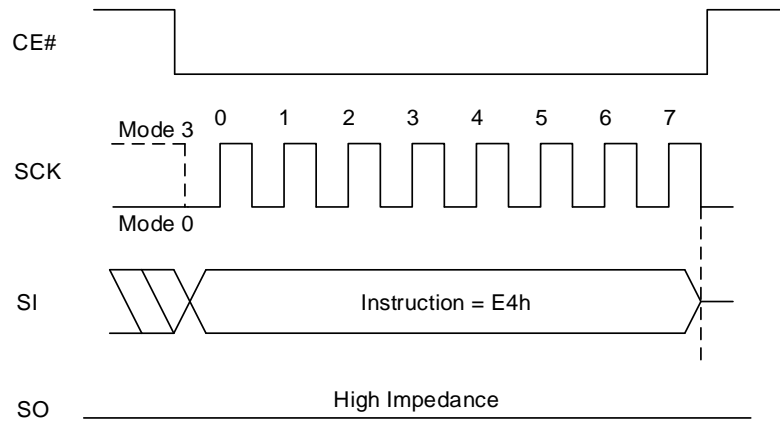 CE#
Mode 3
0 1 2 3 4 5 6 7
SCK
Mode 0
SI
Instruction = E4h
High Impedance
SO